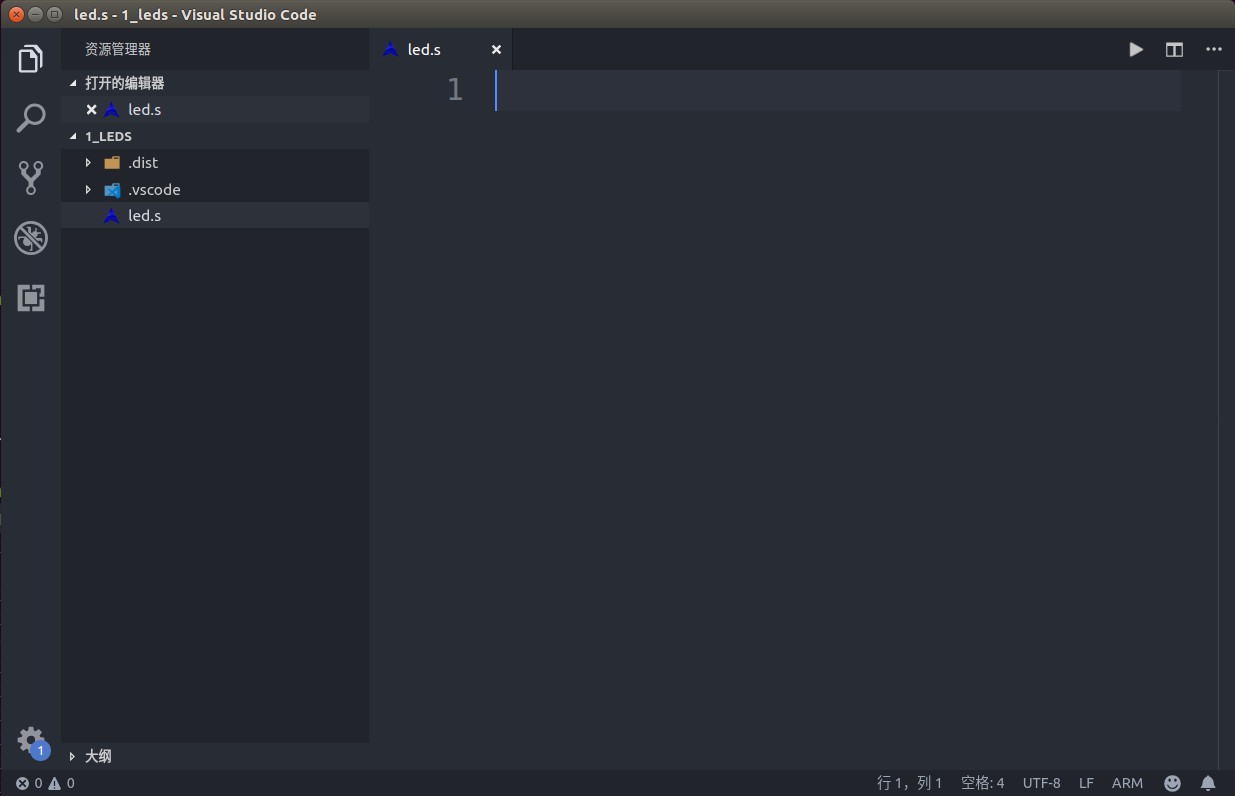 led.s - 1_leds - Visual Studio Code
资源管理器
led.s
打开的编辑器
led.s
1_LEDS
.dist
.vscode
led.s
1
大纲
1
0 0
行 1，列 1 空格: 4 UTF-8 LF ARM